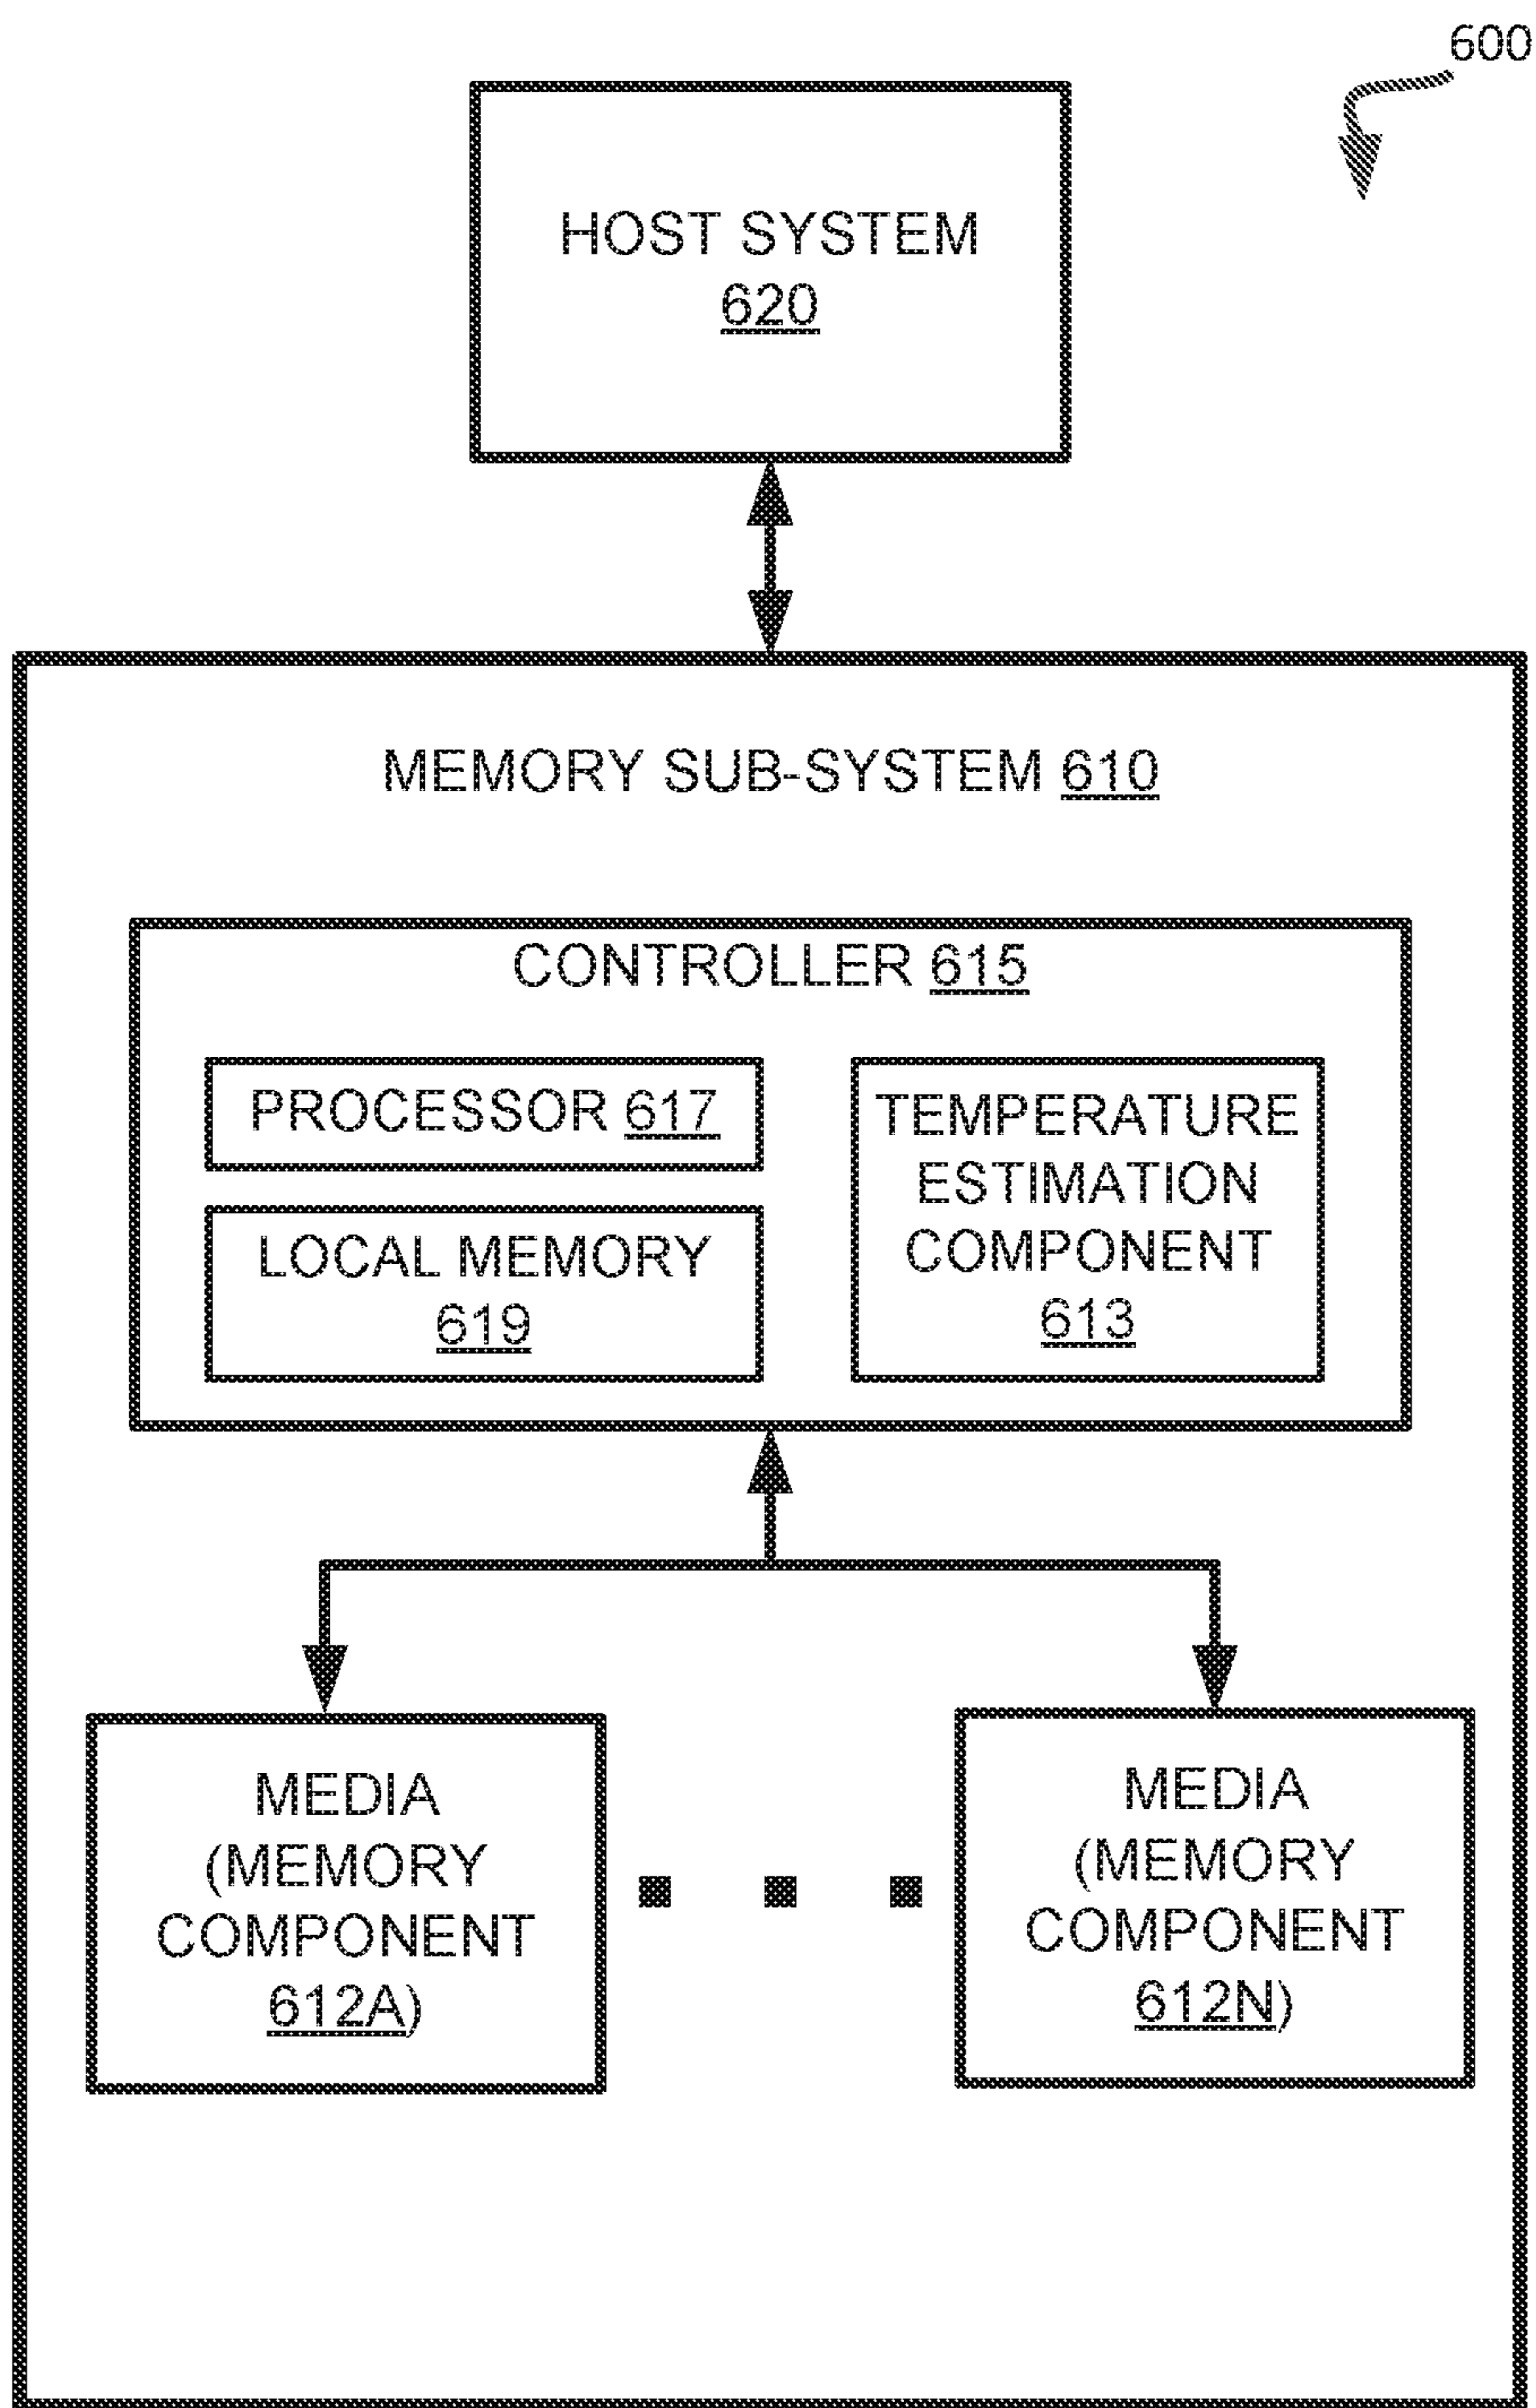 600
HOST SYSTEM
620
MEMORY SUB-SYSTEM 610
CONTROLLER 615
PROCESSOR 617
LOCAL MEMORY
619
TEMPERATURE
ESTIMATION
COMPONENT
613
MEDIA
(MEMORY
COMPONENT
612A)
MEDIA
(MEMORY
COMPONENT
612N)